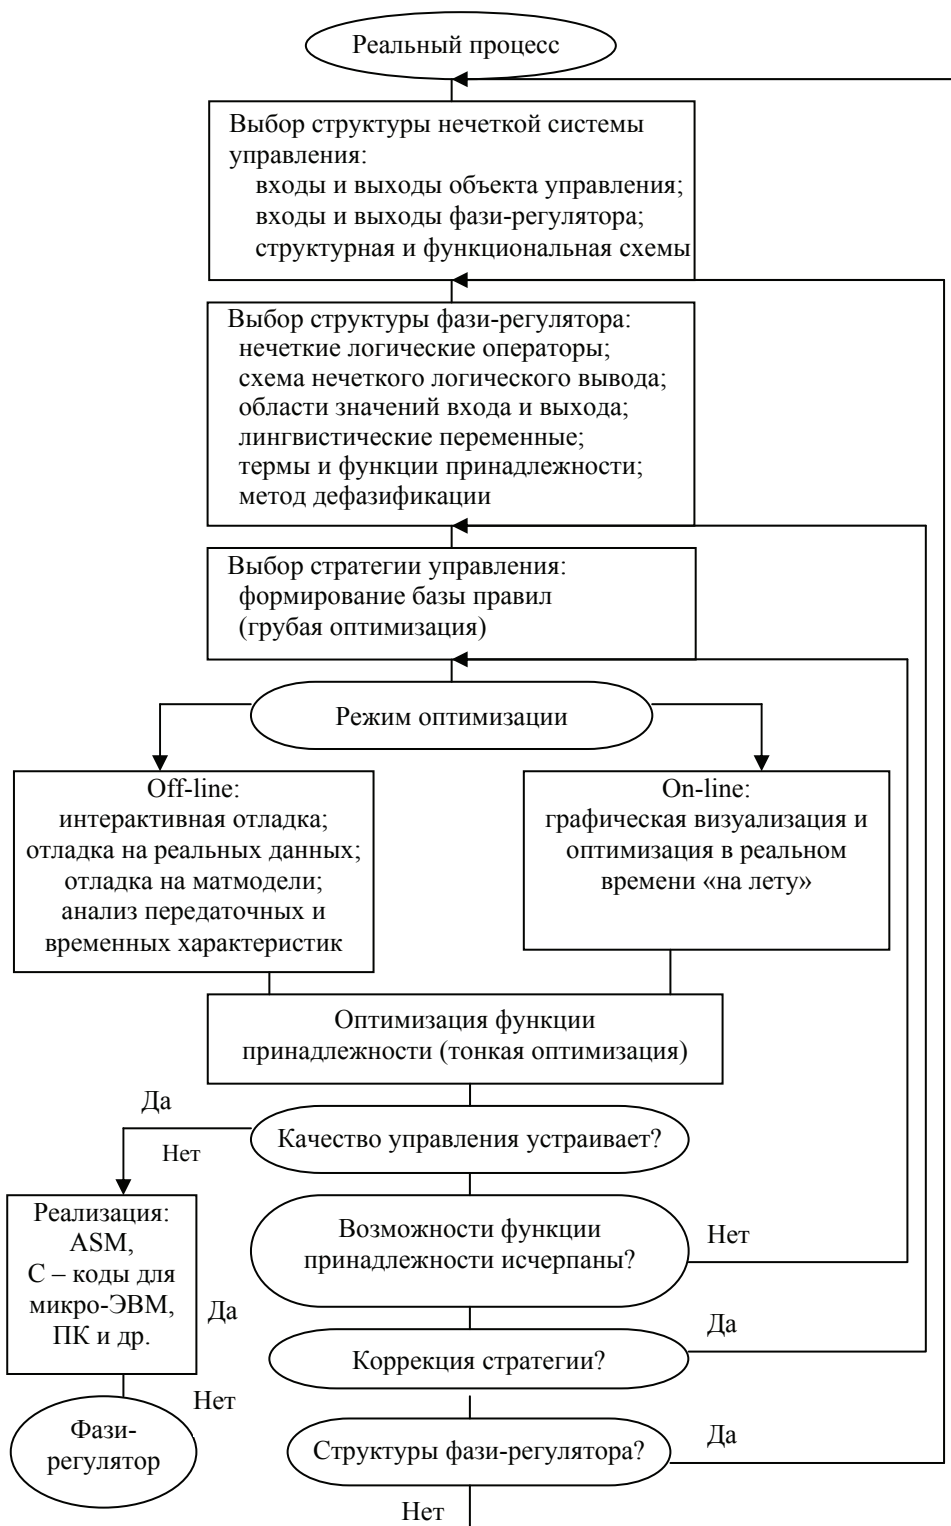 Реальный процесс
Выбор структуры нечеткой системы
управления:
входы и выходы объекта управления;
входы и выходы фази-регулятора;
структурная и функциональная схемы
Выбор структуры фази-регулятора:
нечеткие логические операторы;
схема нечеткого логического вывода;
области значений входа и выхода;
лингвистические переменные;
термы и функции принадлежности;
метод дефазификации
Выбор стратегии управления:
формирование базы правил
(грубая оптимизация)
Режим оптимизации
Off-line:
интерактивная отладка;
отладка на реальных данных;
отладка на матмодели;
анализ передаточных и
временных характеристик
On-line:
графическая визуализация и
оптимизация в реальном
времени «на лету»
Оптимизация функции
принадлежности (тонкая оптимизация)
Да
Качество управления устраивает?
Нет
Реализация:
ASM,
С – коды для
микро-ЭВМ,
ПК и др.
Возможности функции
принадлежности исчерпаны?
Нет
Да
Да
Коррекция стратегии?
Нет
Фази-
регулятор
Структуры фази-регулятора?
Да
Нет